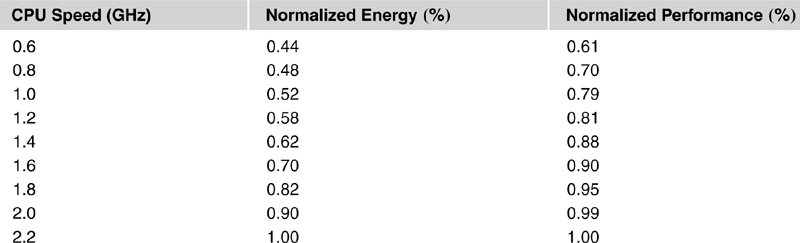 CPU Speed (GHz) Normalized Energy (%) Normalized Performance (%)
0.6 0.44 0.61
0.8 0.48 0.70
1.0 0.52 0.79
1.2 0.58 0.81
1.4 0.62 0.88
1.6 0.70 0.90
1.8 0.82 0.95
2.0 0.90 0.99
2.2 1.00 1.00